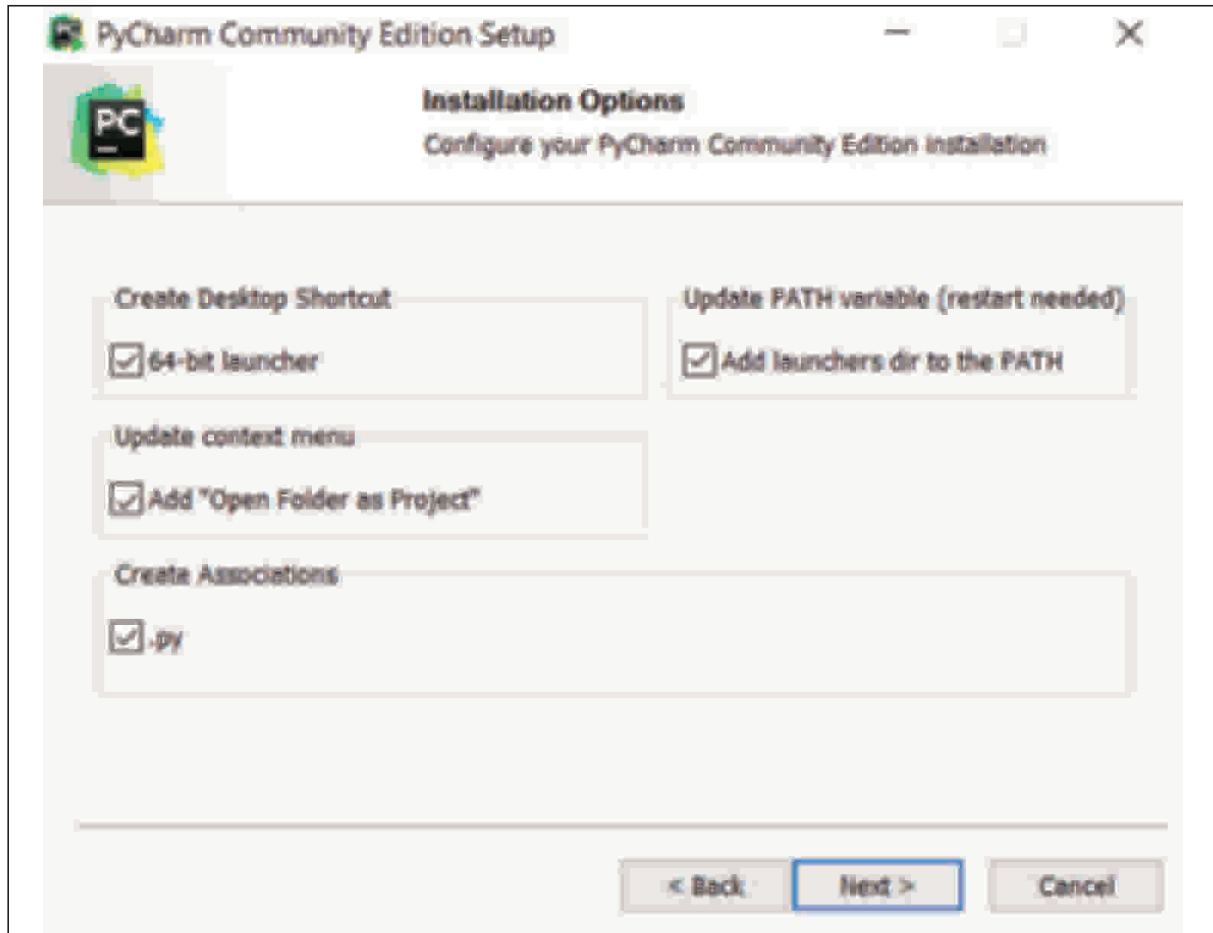 PyCharm Community Edition Setup
PC
Installation Options
Configure your PyCharm Community Edition installation
Create Desktop Shortcut
64-bit launcher
Update PATH variable (restart needed)
Add launchers dir to the PATH
Update context menu
Add "Open Folder as Project"
Create Associations
.py
< Back
Next >
Cancel